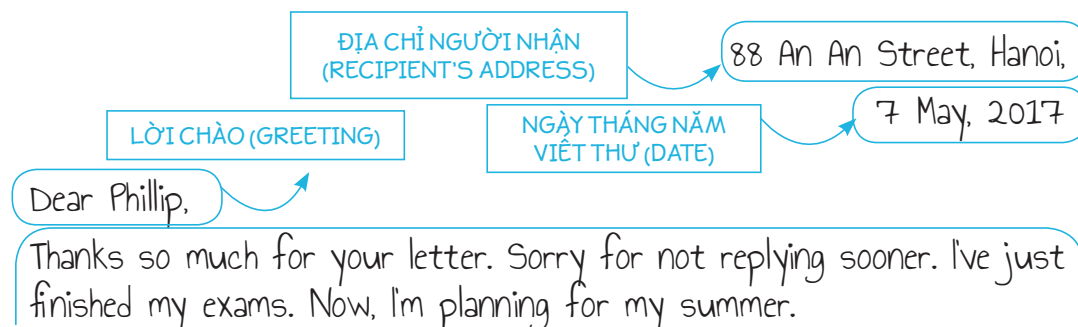 ĐỊA CHỈ NGƯỜI NHẬN
(RECIPIENT'S ADDRESS)
88 An An Street, Hanoi,
7 May, 2017
LỜI CHÀO (GREETING)
NGÀY THÁNG NĂM
VIẾT THƯ (DATE)
Dear Phillip,
Thanks so much for your letter. Sorry for not replying sooner. I've just
finished my exams. Now, I'm planning for my summer.